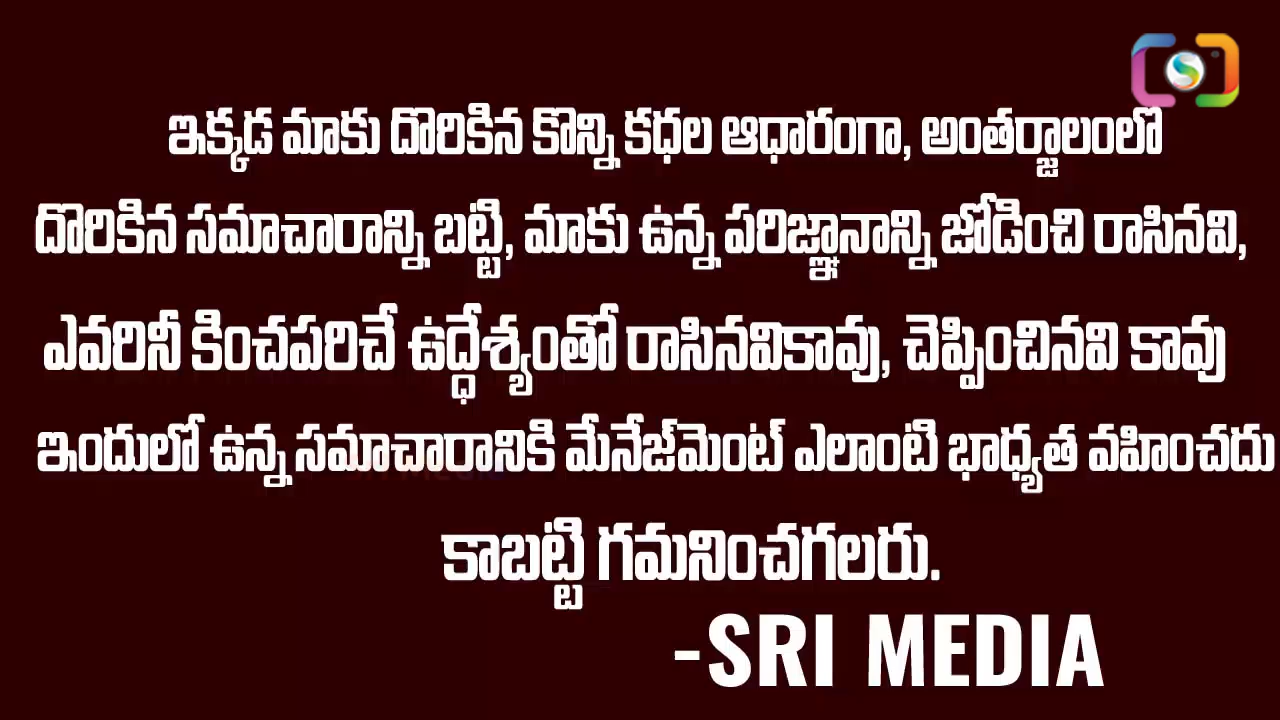 ఇక్కడ మాకు దొరికిన కొన్ని కధల ఆధారంగా, అంతర్జాలంలో
దొరికిన సమాచారాన్ని బట్టి, మాకు ఉన్న పరిజ్ఞానాన్ని జోడించి రాసినవి,
ఎవరినీ కించపరిచే ఉద్ధేశ్యంతో రాసినవికావు, చెప్పించినవి కావు
ఇందులో ఉన్న సమాచారానికి మేనేజ్‌మెంట్ ఎలాంటి భాధ్యత వహించదు
కాబట్టి గమనించగలరు.
-SRI MEDIA